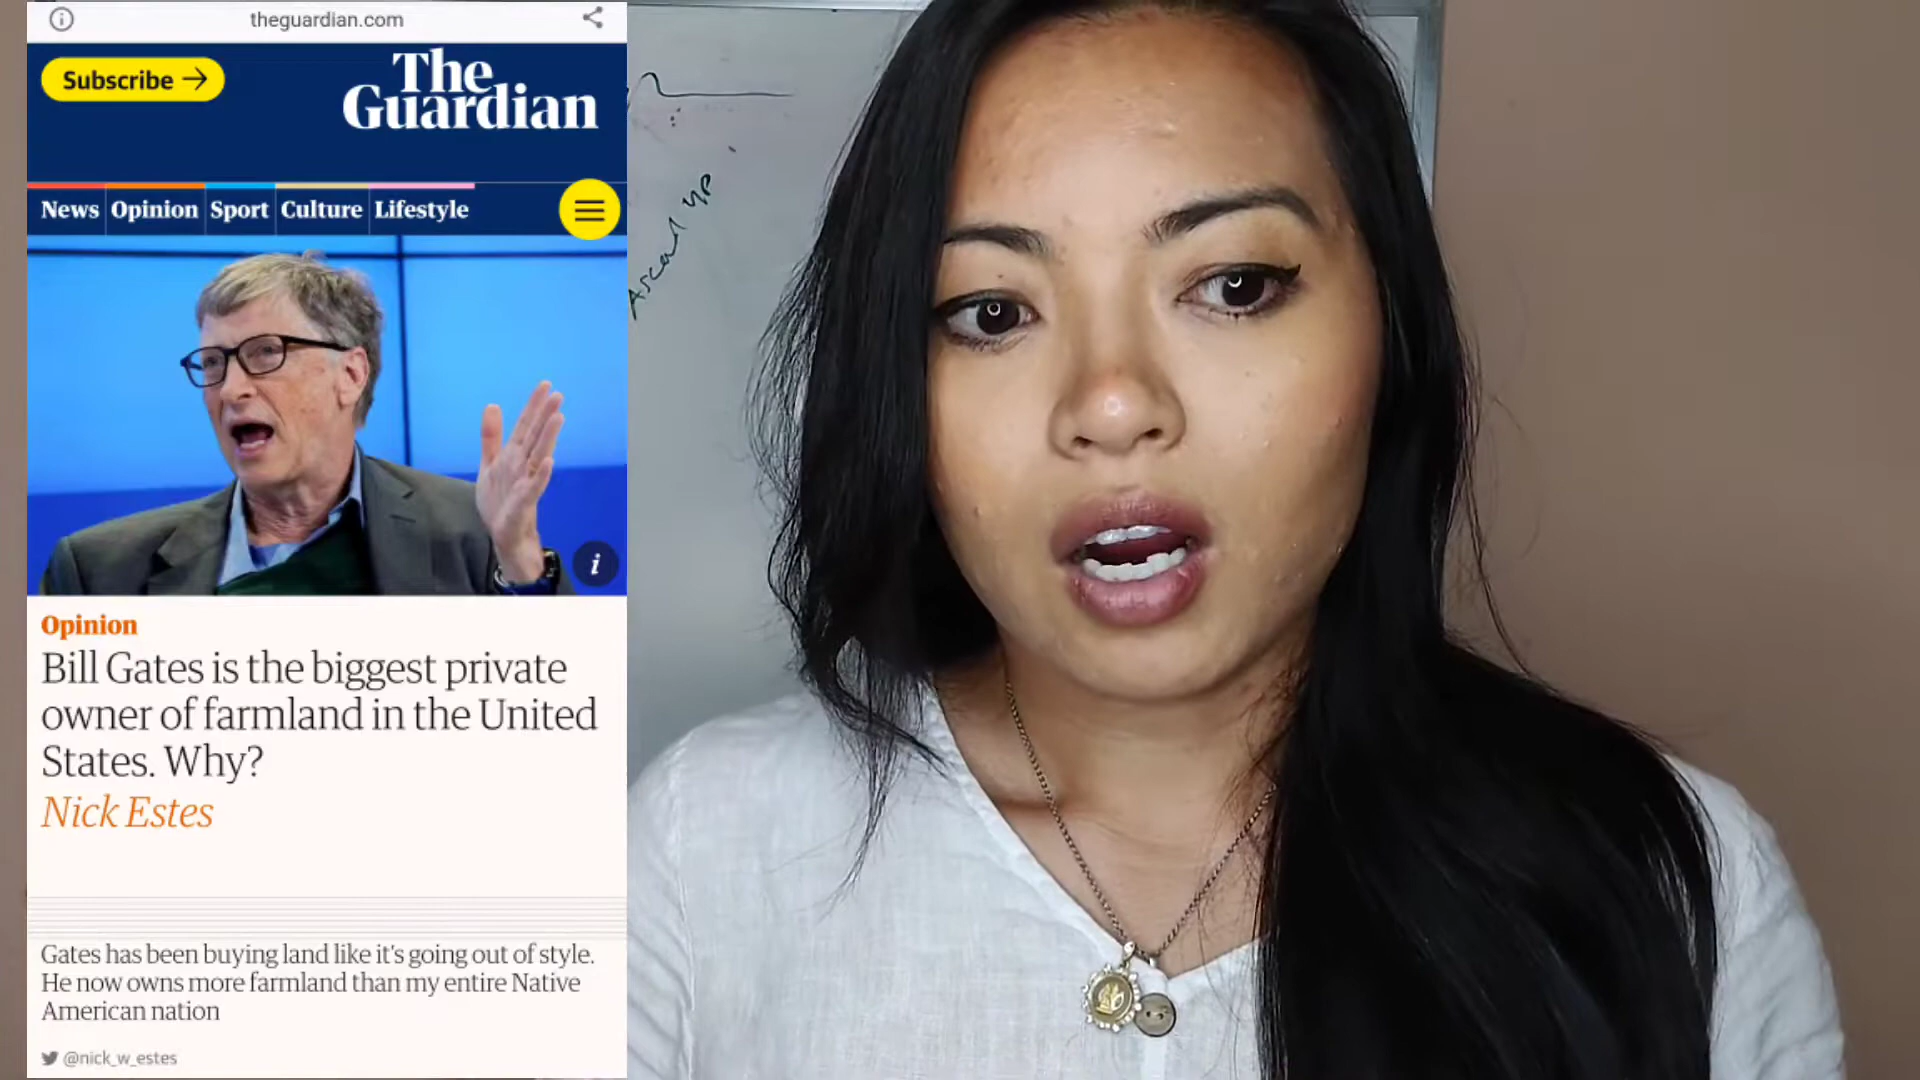 theguardian.com
Subscribe →
The
Guardian
News
Opinion
Sport
Culture
Lifestyle
i
Opinion
Bill Gates is the biggest private
owner of farmland in the United
States. Why?
Nick Estes
Gates has been buying land like it's going out of style.
He now owns more farmland than my entire Native
American nation
@nick_w_estes
up